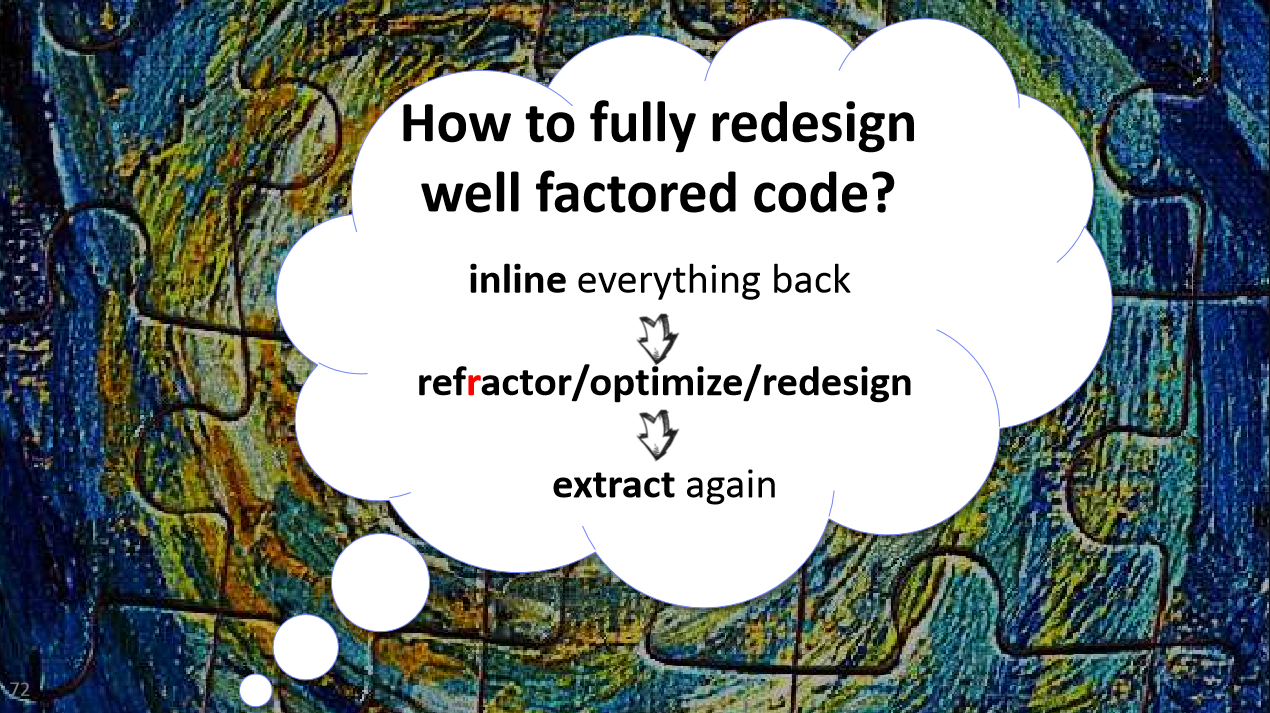 How to fully redesign
well factored code?
inline everything back
refractor/optimize/redesign
extract again
72